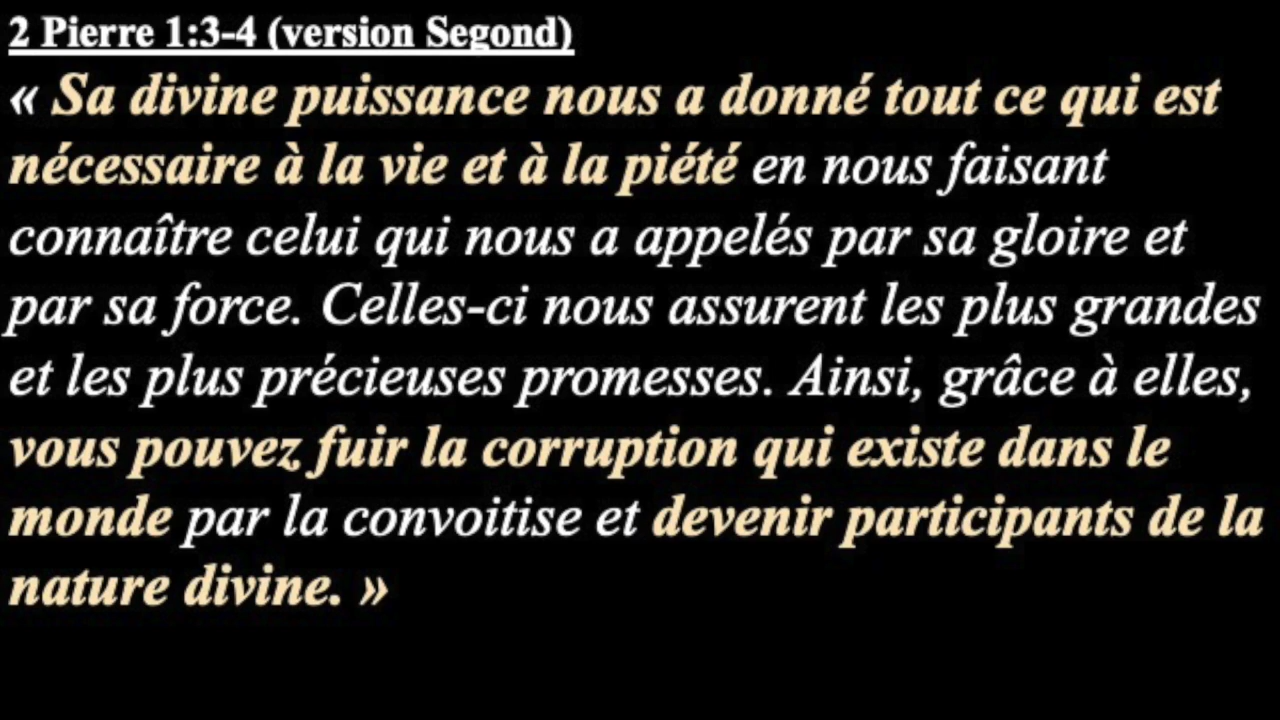 2 Pierre 1:3-4 (version Segond)
« Sa divine puissance nous a donné tout ce qui est
nécessaire à la vie et à la piété en nous faisant
connaître celui qui nous a appelés par sa gloire et
par sa force. Celles-ci nous assurent les plus grandes
et les plus précieuses promesses. Ainsi, grâce à elles,
vous pouvez fuir la corruption qui existe dans le
monde par la convoitise et devenir participants de la
nature divine. »